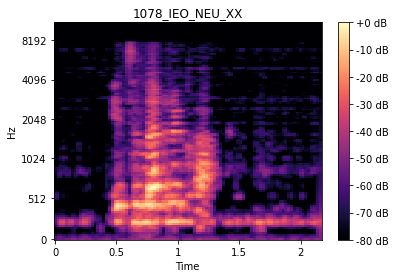 1078_IEO_NEU_XX
+0 dB
8192
-10 dB
4096
-20 dB
-30 dB
2048
Hz
-40 dB
1024
-50 dB
512
-60 dB
-70 dB
0
-80 dB
0
0.5
1
1.5
2
Time